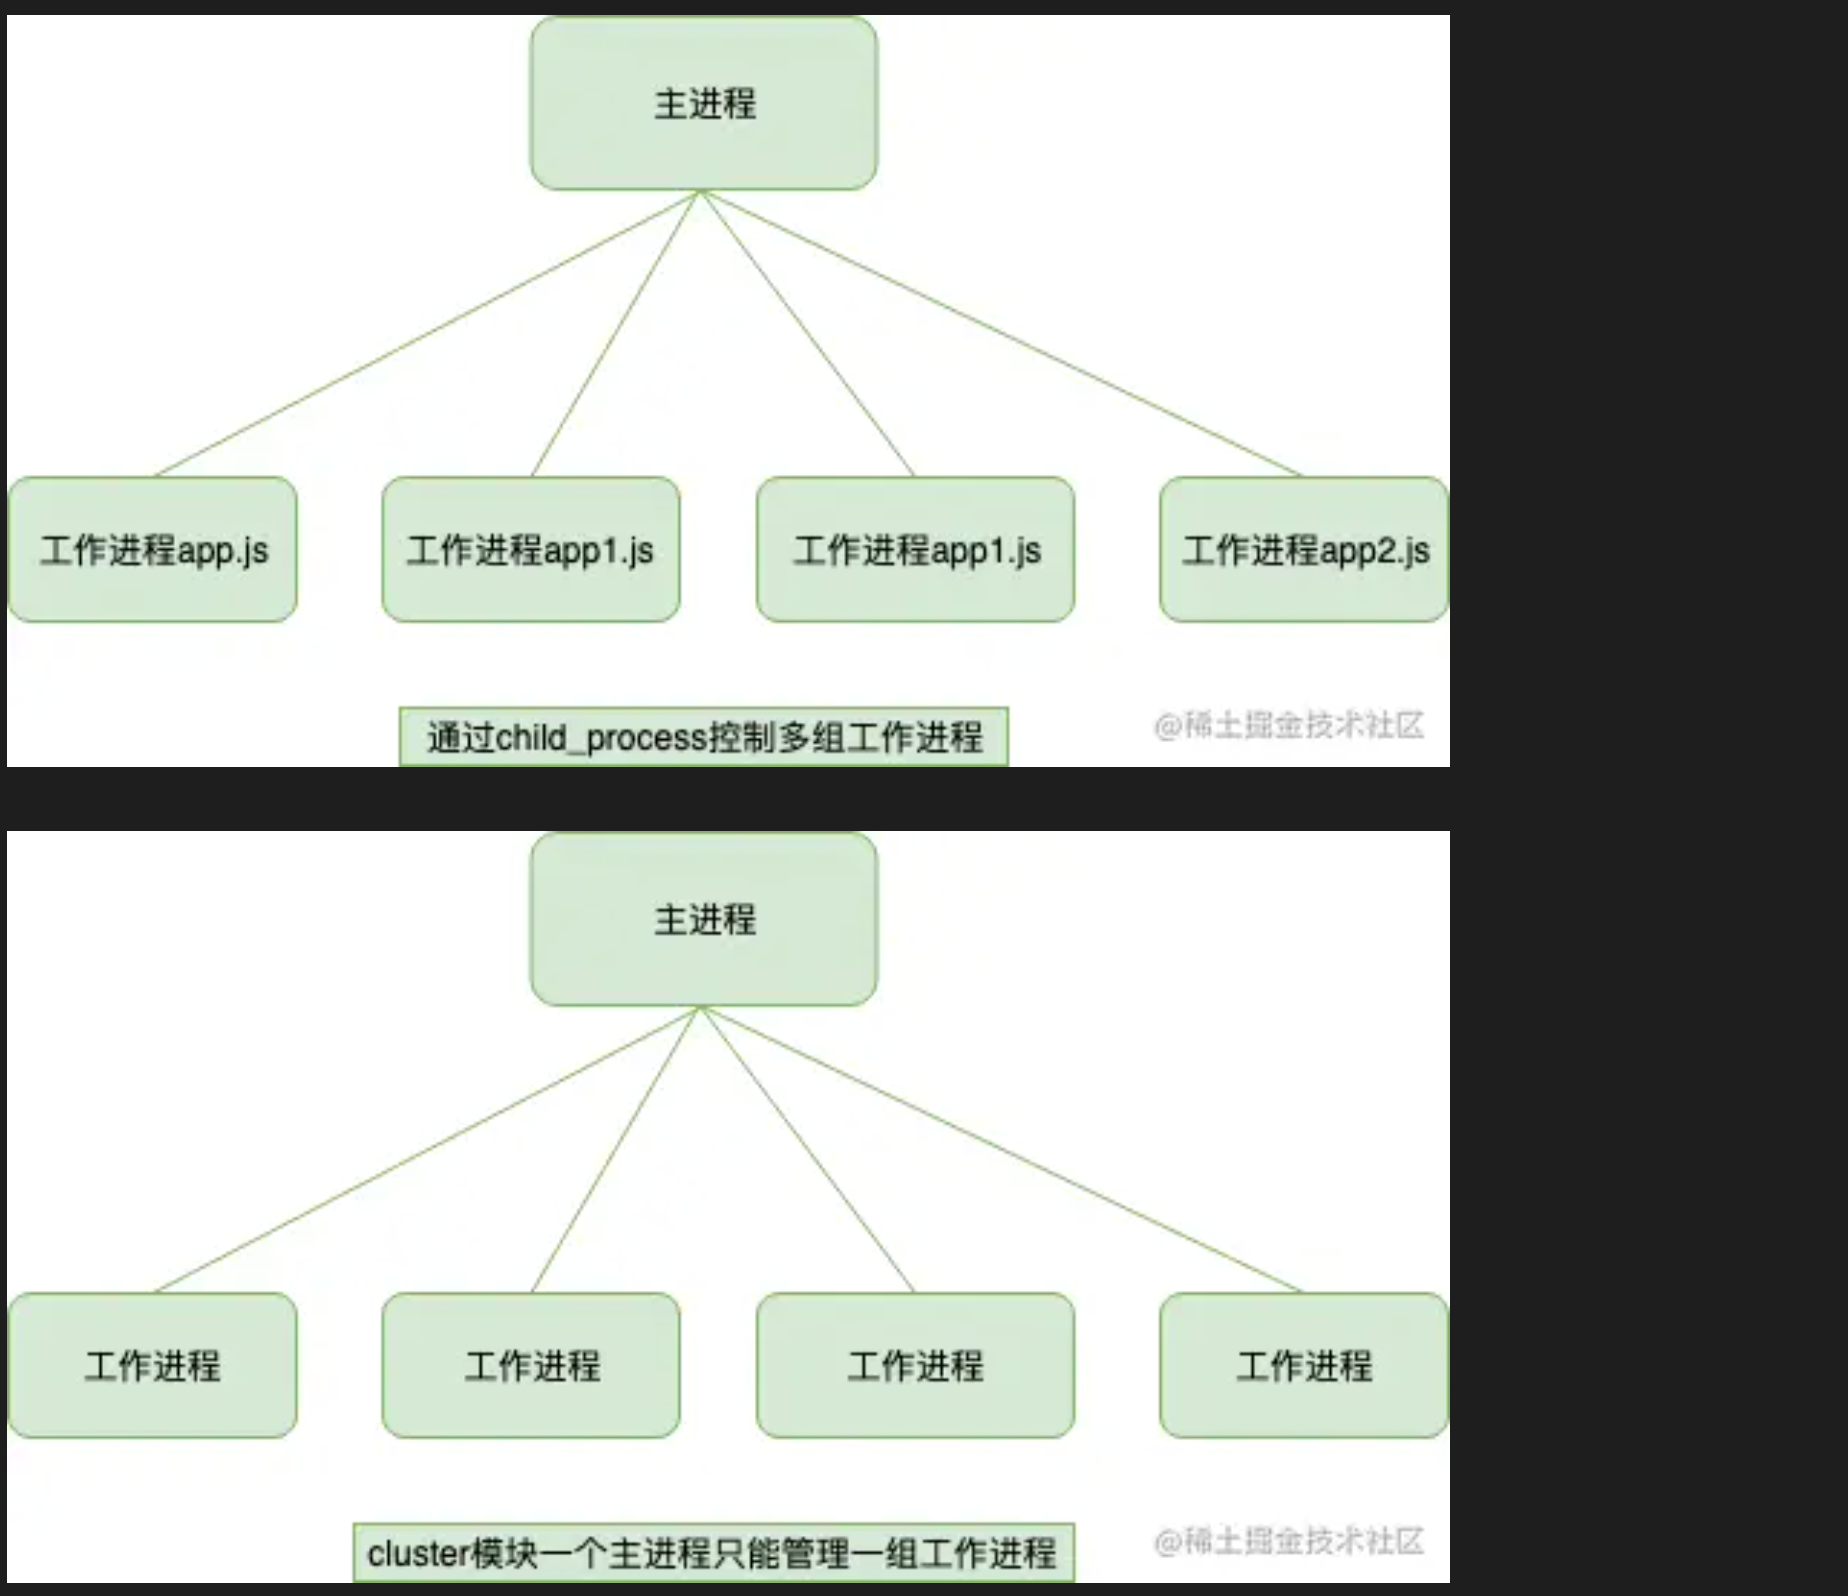 主进程
工作进程app.js
工作进程app1.js
工作进程app1.js
工作进程app2.js
通过child_process控制多组工作进程
@稀土掘金技术社区
主进程
工作进程
工作进程
工作进程
工作进程
cluster模块一个主进程只能管理一组工作进程
@稀土掘金技术社区